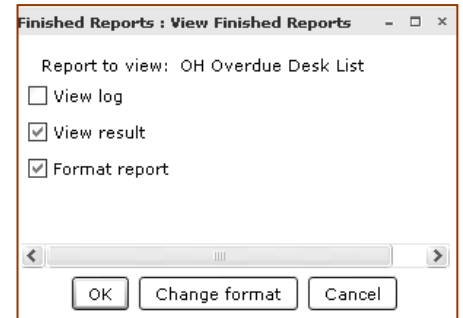 Finished Reports : View Finished Reports
Report to view: OH Overdue Desk List
View log
View result
Format report
OK Change format Cancel